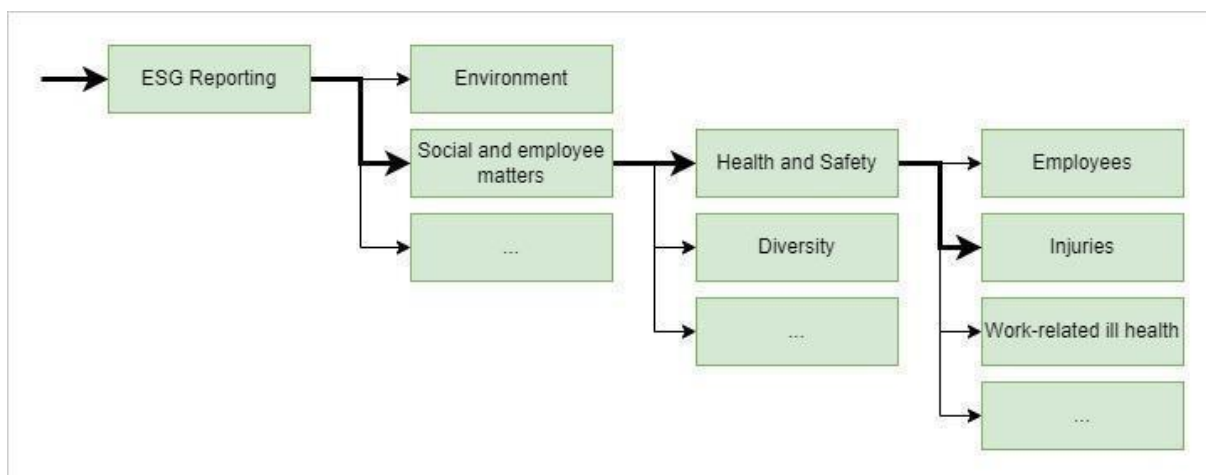 ESG Reporting
Environment
Social and employee
matters
...
Health and Safety
Diversity
...
Employees
Injuries
Work-related ill health
...